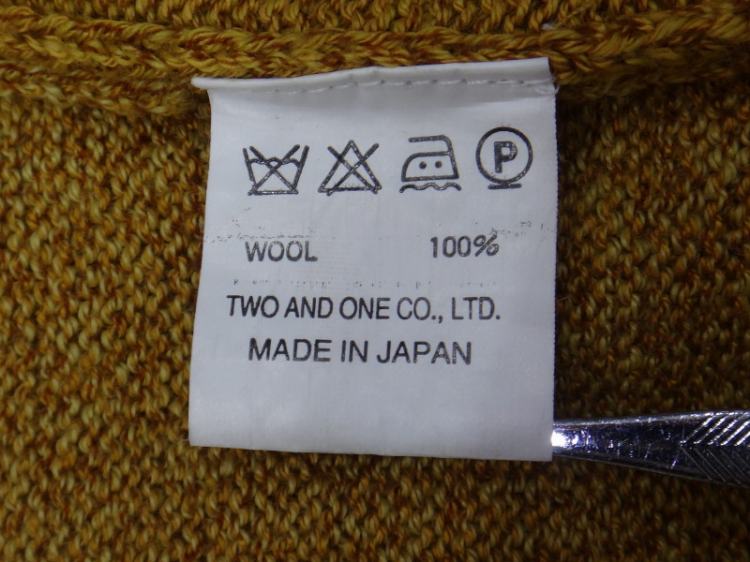 P
WOOL 100%
TWO AND ONE CO., LTD.
MADE IN JAPAN